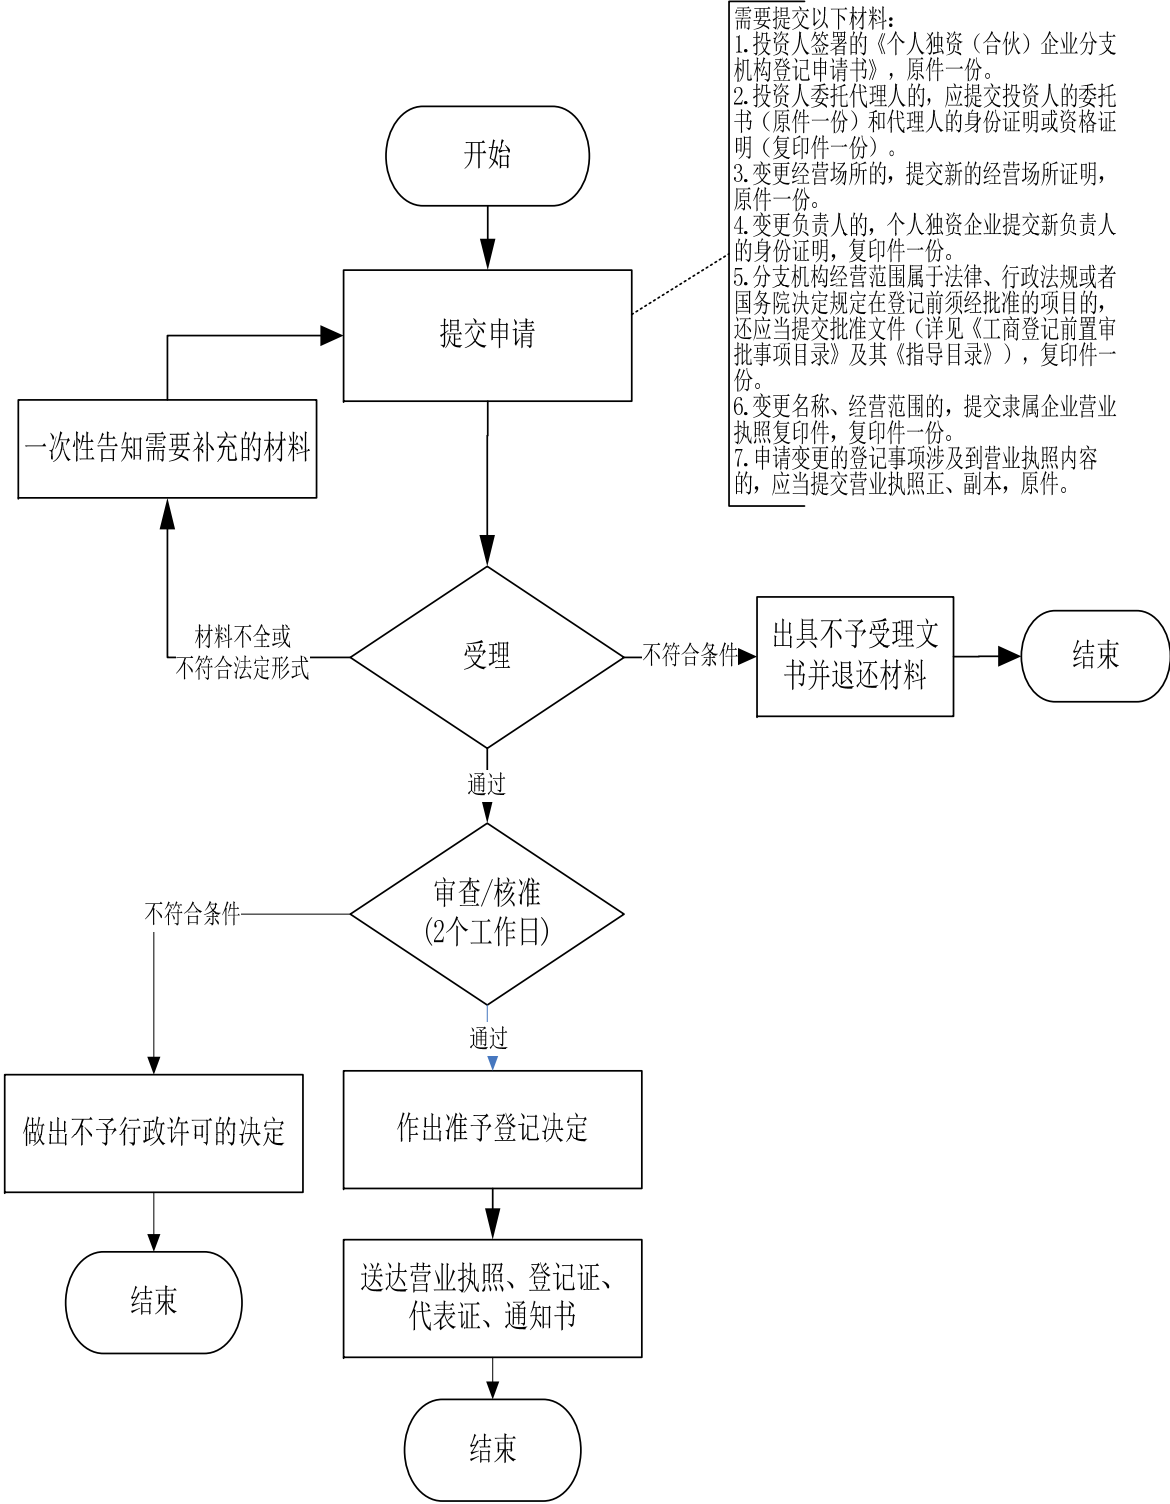 需要提交以下材料：
1.投资人签署的《个人独资（合伙）企业分支
机构登记申请书》，原件一份。
2.投资人委托代理人的，应提交投资人的委托
书（原件一份）和代理人的身份证明或资格证
明（复印件一份）。
3.变更经营场所的，提交新的经营场所证明，
原件一份。
4.变更负责人的，个人独资企业提交新负责人
的身份证明，复印件一份。
5.分支机构经营范围属于法律、行政法规或者
国务院决定规定在登记前须经批准的项目的，
还应当提交批准文件（详见《工商登记前置审
批事项目录》及其《指导目录》），复印件一
份。
6.变更名称、经营范围的，提交隶属企业营业
执照复印件，复印件一份。
7.申请变更的登记事项涉及到营业执照内容
的，应当提交营业执照正、副本，原件。
开始
提交申请
一次性告知需要补充的材料
材料不全或
不符合法定形式
受理
不符合条件
出具不予受理文
书并退还材料
结束
通过
审查/核准
(2个工作日)
不符合条件
通过
做出不予行政许可的决定
作出准予登记决定
送达营业执照、登记证、
代表证、通知书
结束
结束